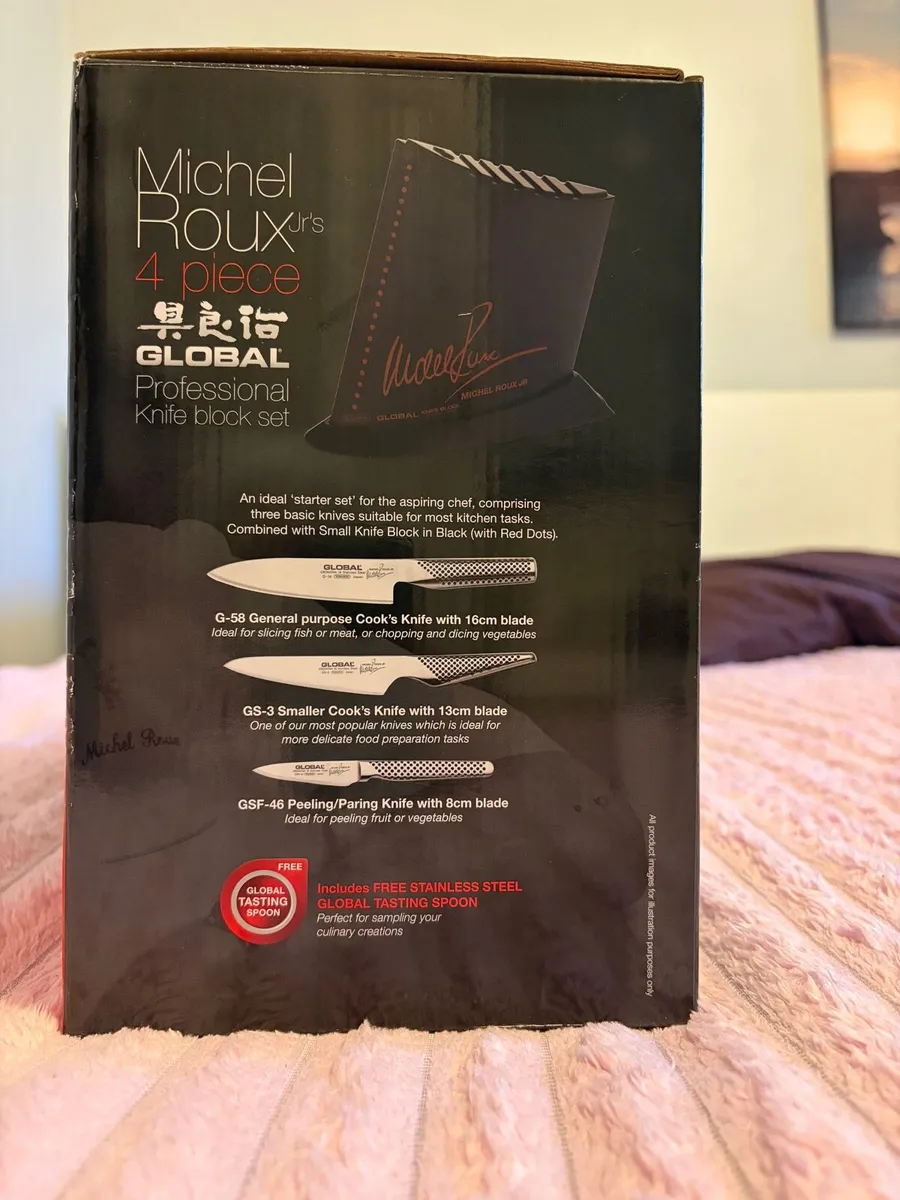 Michel
Roux Jr's
4 piece
具良治
GLOBAL
Professional
Knife block set
MICHEL ROUX JR
GLOBAL KNIFE BLOCK
An ideal 'starter set' for the aspiring chef, comprising
three basic knives suitable for most kitchen tasks.
Combined with Small Knife Block in Black (with Red Dots).
GLOBAL
G-58 General purpose Cook's Knife with 16cm blade
Ideal for slicing fish or meat, or chopping and dicing vegetables
GLOBAL
GS-3 Smaller Cook's Knife with 13cm blade
One of our most popular knives which is ideal for
more delicate food preparation tasks
Michel Roux
GLOBAL
GSF-46 Peeling/Paring Knife with 8cm blade
Ideal for peeling fruit or vegetables
FREE
GLOBAL
TASTING
SPOON
Includes FREE STAINLESS STEEL
GLOBAL TASTING SPOON
Perfect for sampling your
culinary creations
All product images for illustration purposes only